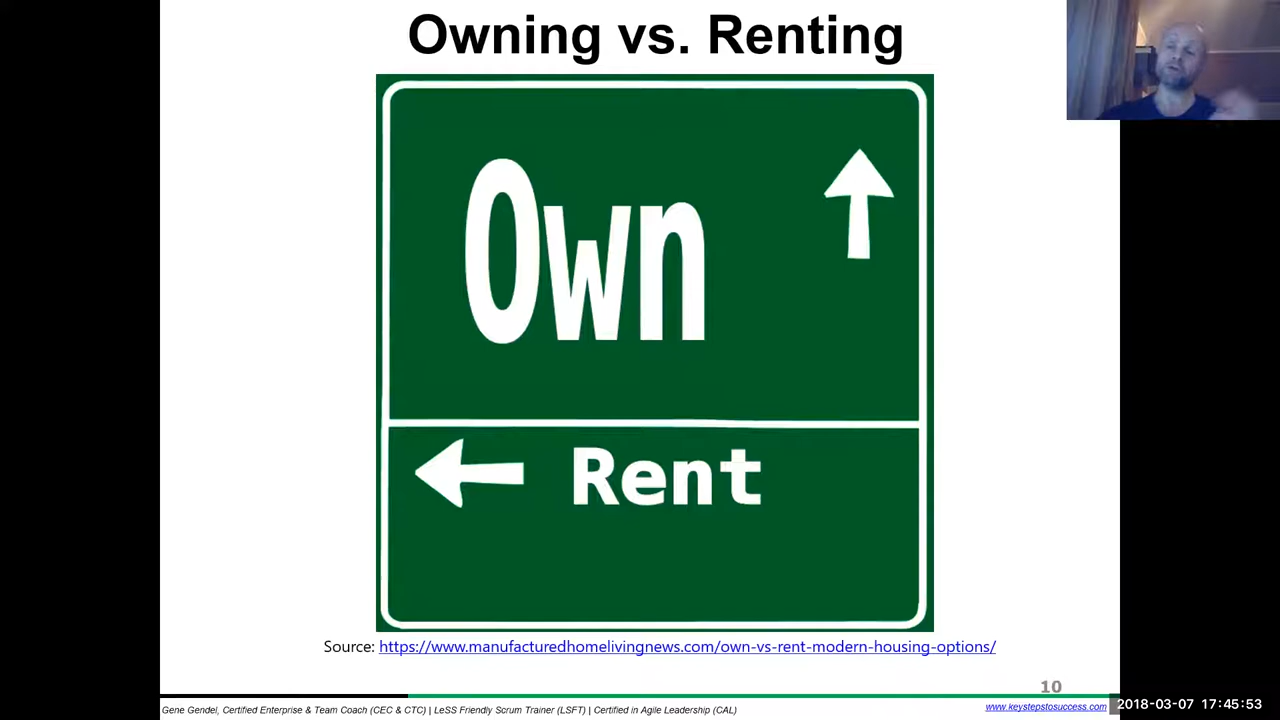 Owning vs. Renting
Own
Rent
Source: https://www.manufacturedhomelivingnews.com/own-vs-rent-modern-housing-options/
10
Gene Gendel, Certified Enterprise & Team Coach (CEC & CTC) | LeSS Friendly Scrum Trainer (LSFT) | Certified in Agile Leadership (CAL)
www.keystepstosuccess.com
2018-03-07 17:45:53